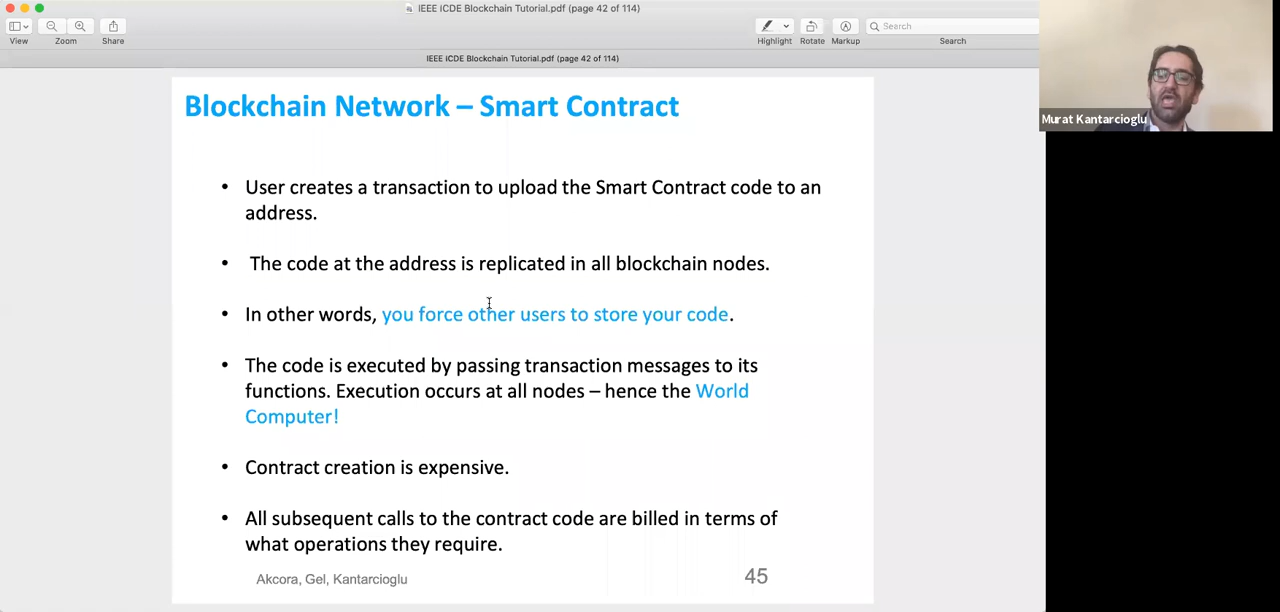 IEEE iCDE Blockchain Tutorial.pdf (page 42 of 114)
View
Zoom
Share
Highlight
Rotate
Markup
Search
Search
IEEE iCDE Blockchain Tutorial.pdf (page 42 of 114)
Murat Kantarcioglu
Blockchain Network – Smart Contract
• User creates a transaction to upload the Smart Contract code to an
address.
• The code at the address is replicated in all blockchain nodes.
• In other words, you force other users to store your code.
• The code is executed by passing transaction messages to its
functions. Execution occurs at all nodes – hence the World
Computer!
• Contract creation is expensive.
• All subsequent calls to the contract code are billed in terms of
what operations they require.
Akcora, Gel, Kantarcioglu
45